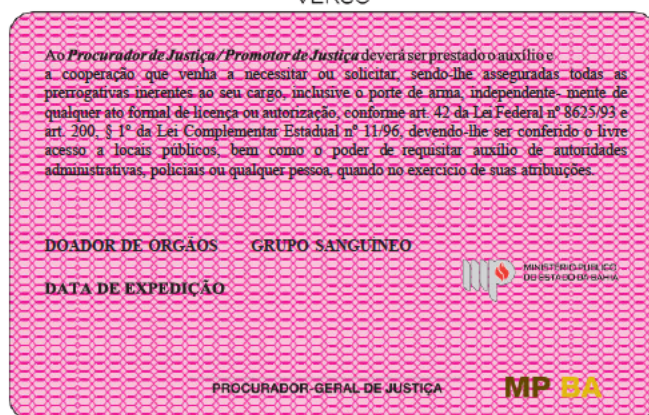 VERSO
Ao Procurador de Justiça / Promotor de Justiça deverá ser prestado o auxílio e
a cooperação que venha a necessitar ou solicitar, sendo-lhe asseguradas todas as
prerrogativas inerentes ao seu cargo, inclusive o porte de arma, independente- mente de
qualquer ato formal de licença ou autorização, conforme art. 42 da Lei Federal nº 8625/93 e
art. 200, § 1º da Lei Complementar Estadual nº 11/96, devendo-lhe ser conferido o livre
acesso a locais públicos, bem como o poder de requisitar auxílio de autoridades
administrativas, policiais ou qualquer pessoa, quando no exercício de suas atribuições.
DOADOR DE ÓRGÃOS GRUPO SANGUÍNEO
mp MINISTÉRIO PÚBLICO
DO ESTADO DA BAHIA
DATA DE EXPEDIÇÃO
PROCURADOR-GERAL DE JUSTIÇA
MP BA